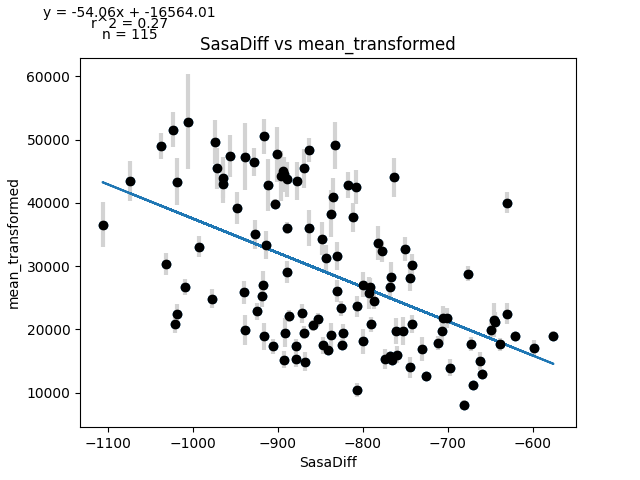 y = -54.06x + -16564.01
r^2 = 0.27
n = 115
SasaDiff vs mean_transformed
60000
50000
40000
30000
20000
10000
mean_transformed
−1100 −1000 −900 −800 −700 −600
SasaDiff